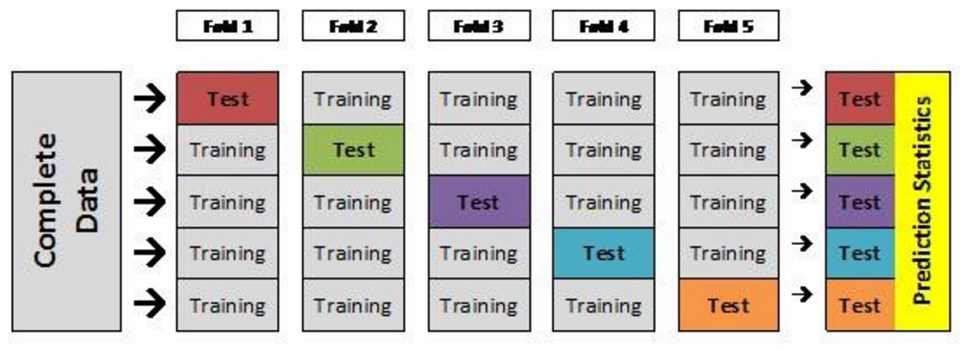 Fold 1 Fold 2 Fold 3 Fold 4 Fold 5
Complete
Data
Test Training Training Training Training Test
Training Test Training Training Training Test
Training Training Test Training Training Test
Training Training Training Test Training Test
Training Training Training Training Test Test
Prediction Statistics